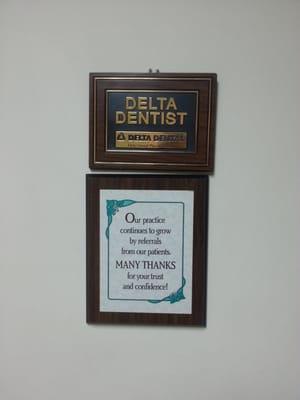 DELTA
DENTIST
DELTA DENTAL
Our practice
continues to grow
by referrals
from our patients.
MANY THANKS
for your trust
and confidence!